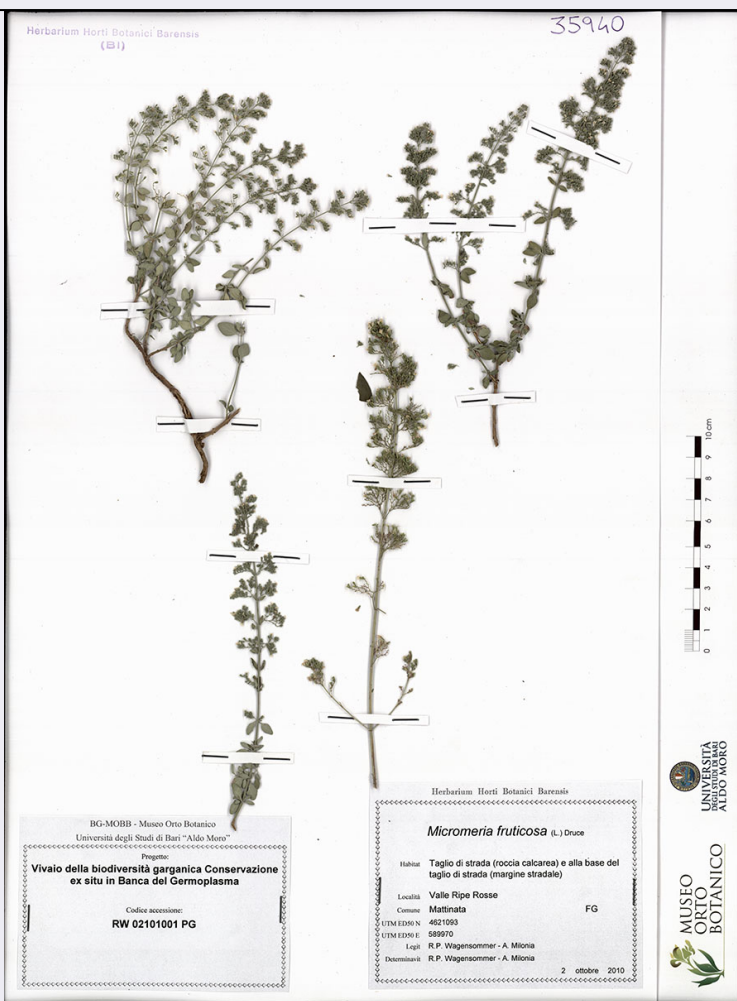 Herbarium Horti Botanici Barensis
(BI)
35940
10 cm
9
8
7
6
5
4
3
2
1
0
UNIVERSITÀ
DEGLI STUDI DI BARI
ALDO MORO
MUSEO
ORTO
BOTANICO
BG-MOBB - Museo Orto Botanico
Università degli Studi di Bari "Aldo Moro"
Progetto:
Vivaio della biodiversità garganica Conservazione
ex situ in Banca del Germoplasma
Codice accessione:
RW 02101001 PG
Herbarium Horti Botanici Barensis
Micromeria fruticosa (L.) Druce
Habitat Taglio di strada (roccia calcarea) e alla base del
taglio di strada (margine stradale)
Località Valle Ripe Rosse
Comune Mattinata FG
UTM ED50 N 4621093
UTM ED50 E 589970
Legit R.P. Wagensommer - A. Milonia
Determinavit R.P. Wagensommer - A. Milonia
2 ottobre 2010